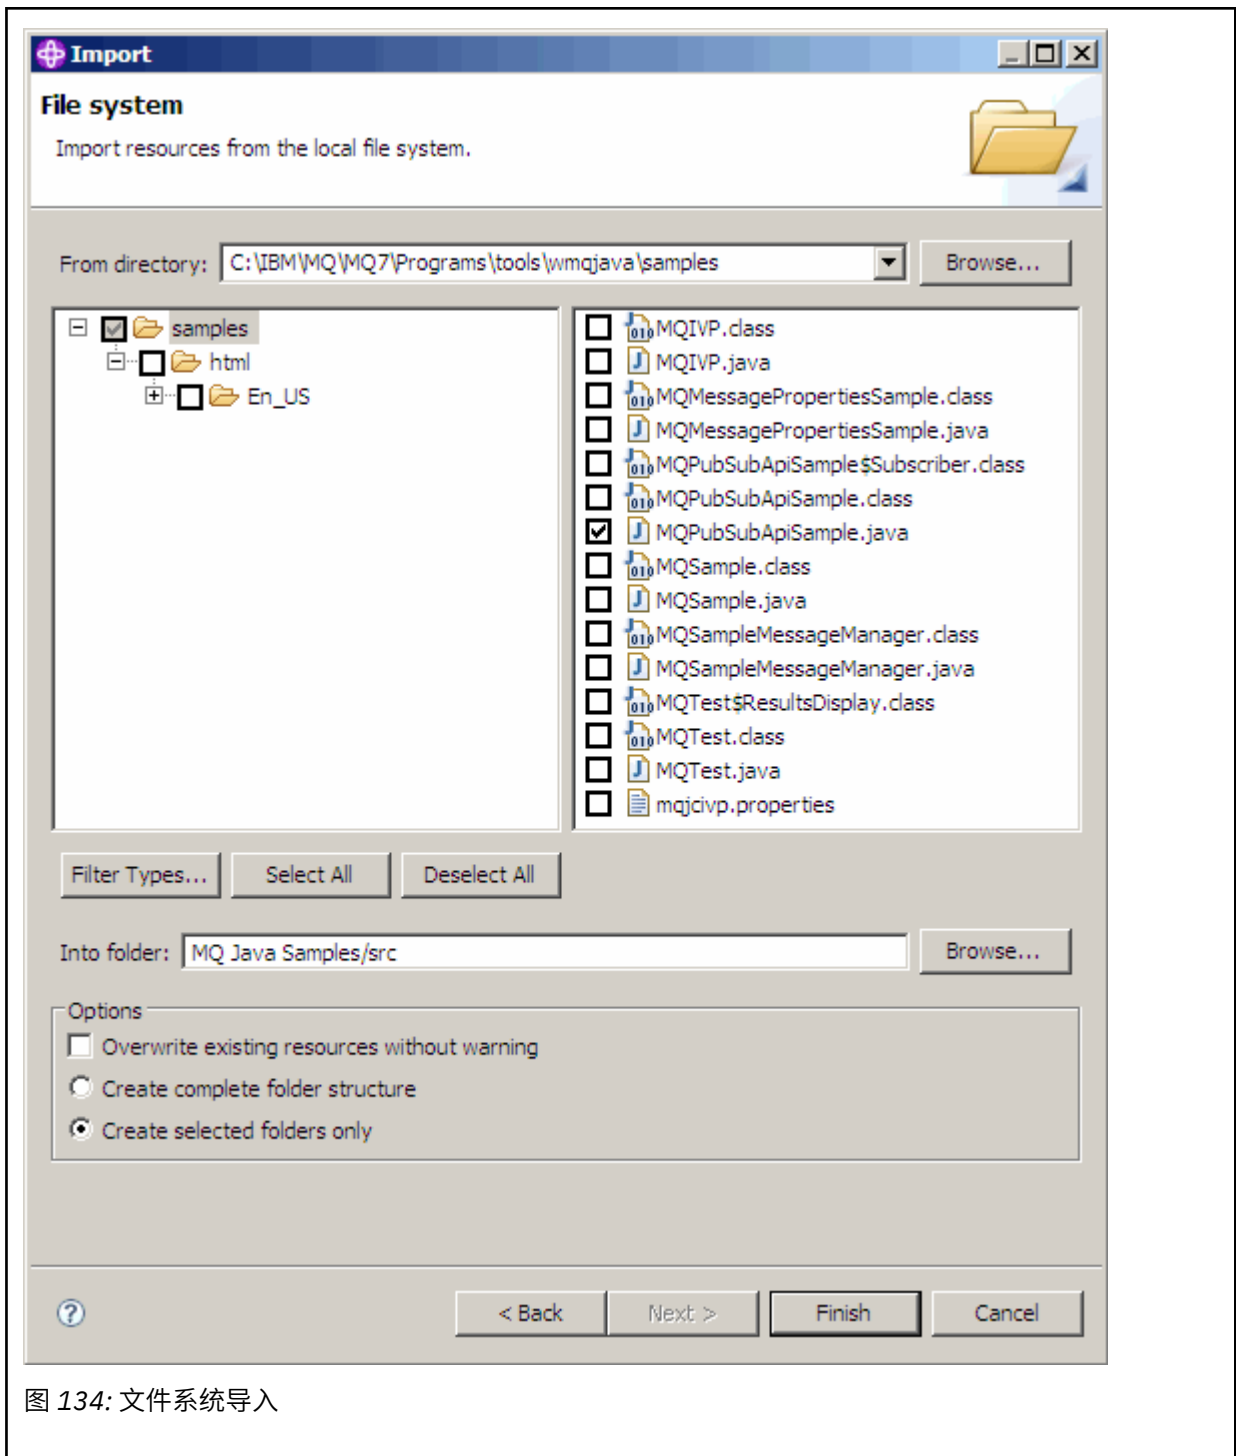 Import
File system
Import resources from the local file system.
From directory: C:\IBM\MQ\MQ7\Programs\tools\wmqjava\samples Browse...
samples
html
En_US
MQIVP.class
MQIVP.java
MQMessagePropertiesSample.class
MQMessagePropertiesSample.java
MQPubSubApiSample$Subscriber.class
MQPubSubApiSample.class
MQPubSubApiSample.java
MQSample.class
MQSample.java
MQSampleMessageManager.class
MQSampleMessageManager.java
MQTest$ResultsDisplay.class
MQTest.class
MQTest.java
mqjcivp.properties
Filter Types... Select All Deselect All
Into folder: MQ Java Samples/src Browse...
Options
Overwrite existing resources without warning
Create complete folder structure
Create selected folders only
< Back Next > Finish Cancel
图 134: 文件系统导入